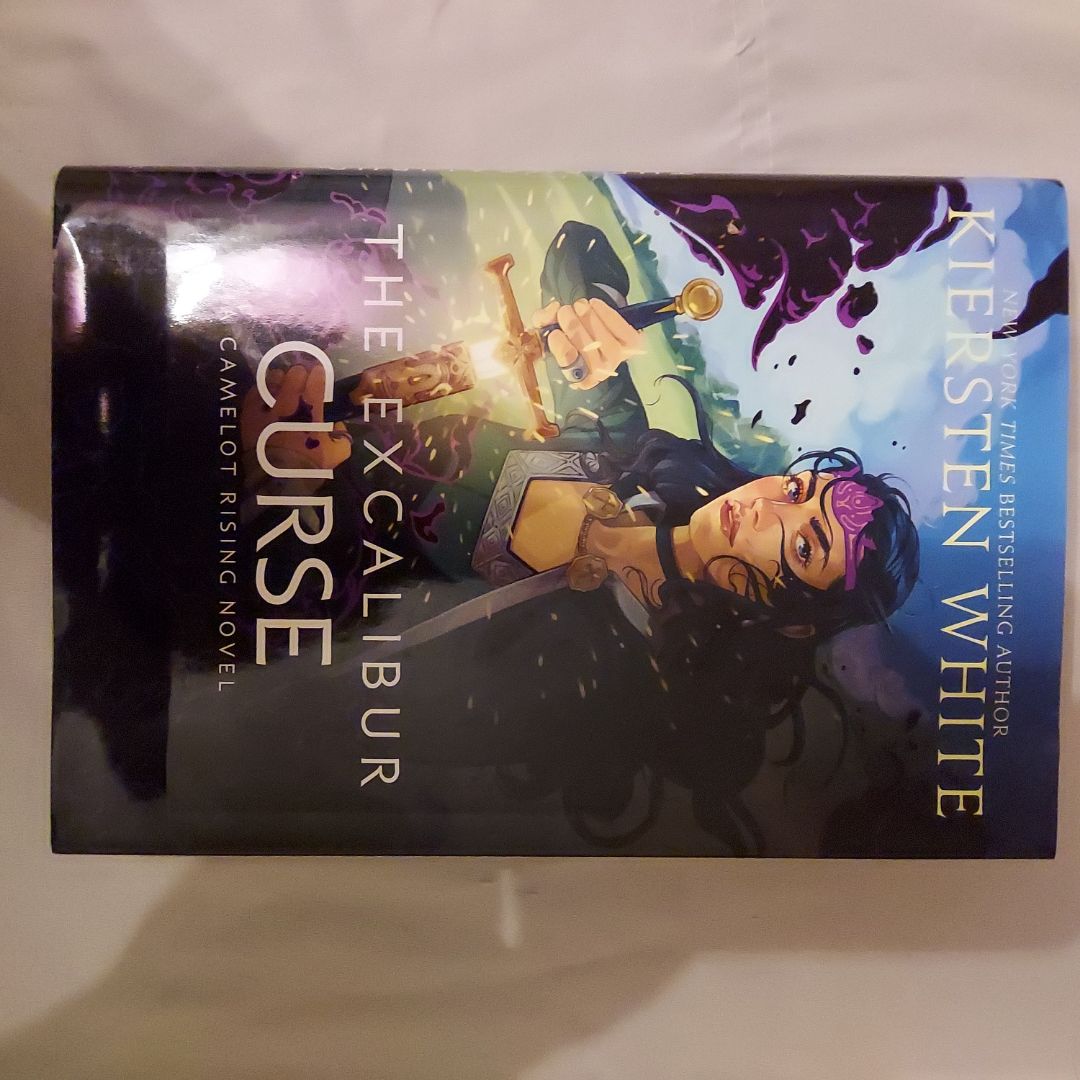 NEW YORK TIMES BESTSELLING AUTHOR
KIERSTEN WHITE
THE EXCALIBUR
CURSE
CAMELOT RISING NOVEL